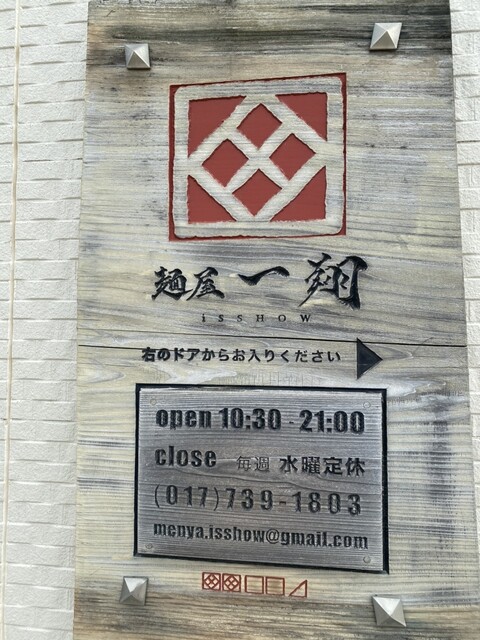 麺屋 一翔
isSHOW
右のドアからお入りください
open 10:30 - 21:00
close 毎週 水曜定休
(017)739-1803
menya.isshow@gmail.com